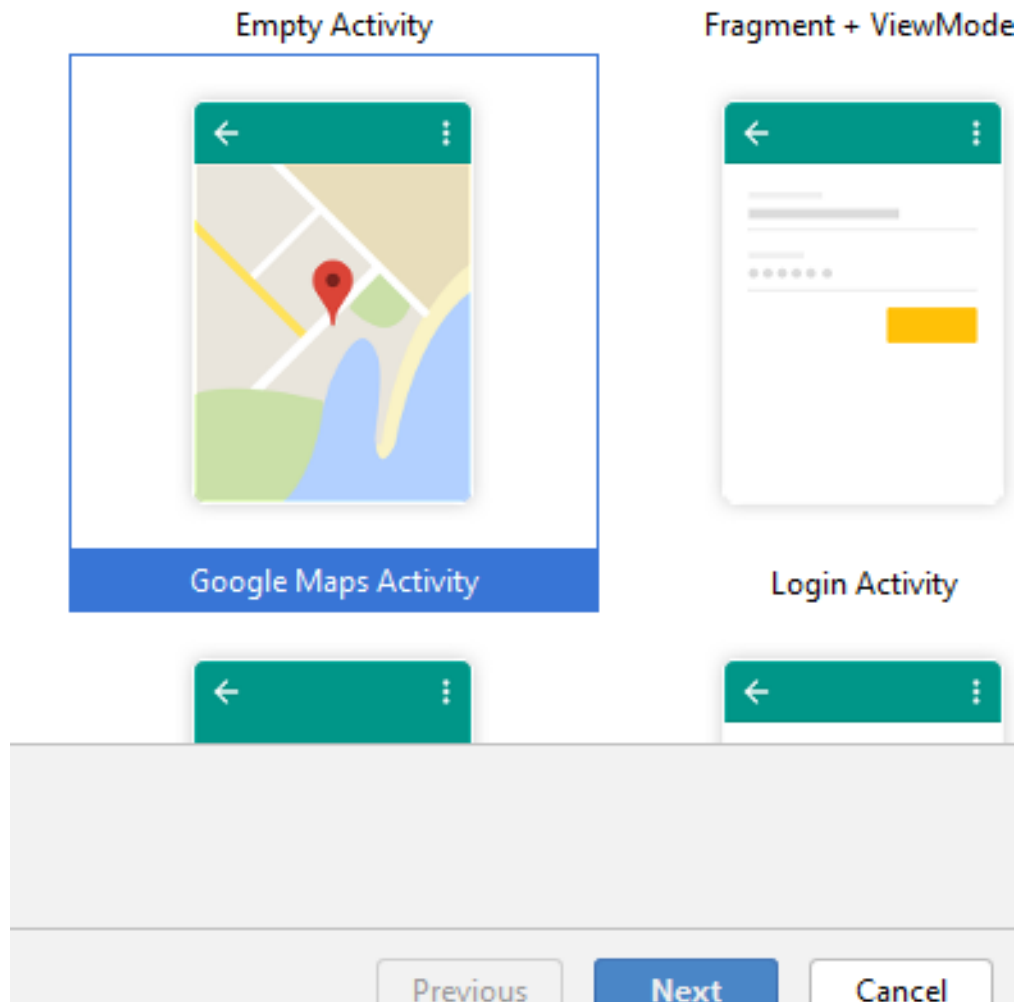 Empty Activity
Fragment + ViewMode
Google Maps Activity
Login Activity
Previous
Next
Cancel